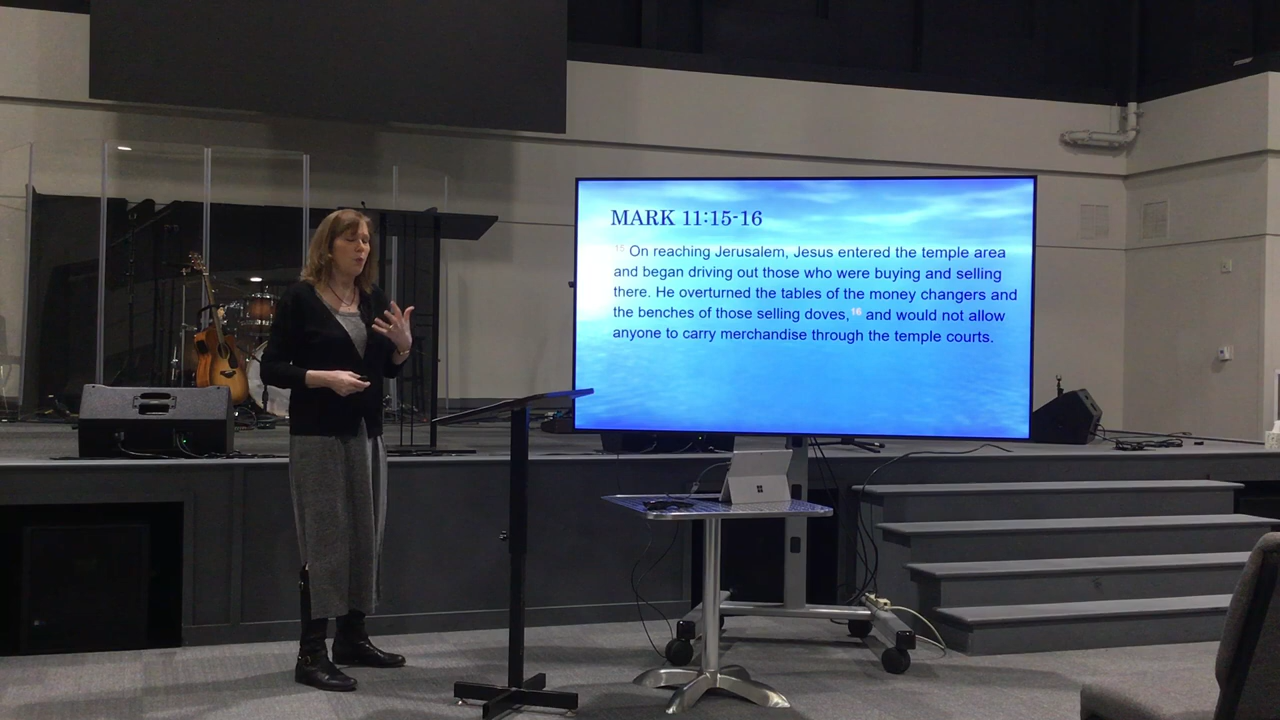 MARK 11:15-16
15 On reaching Jerusalem, Jesus entered the temple area
and began driving out those who were buying and selling
there. He overturned the tables of the money changers and
the benches of those selling doves,16 and would not allow
anyone to carry merchandise through the temple courts.